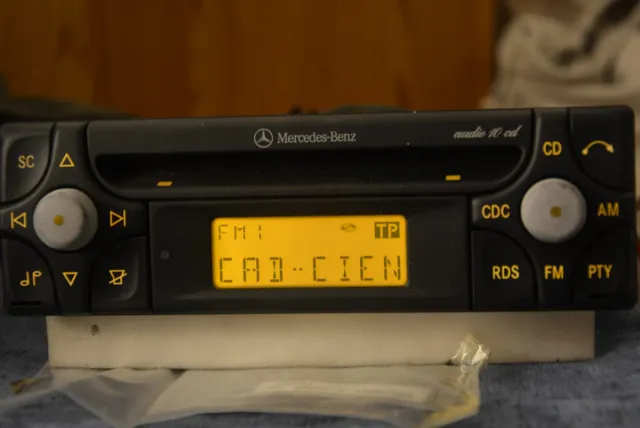 Mercedes-Benz
audio 10 cd
SC
CD
CDC
AM
FM1
TP
CAD-CIEN
RDS
FM
PTY